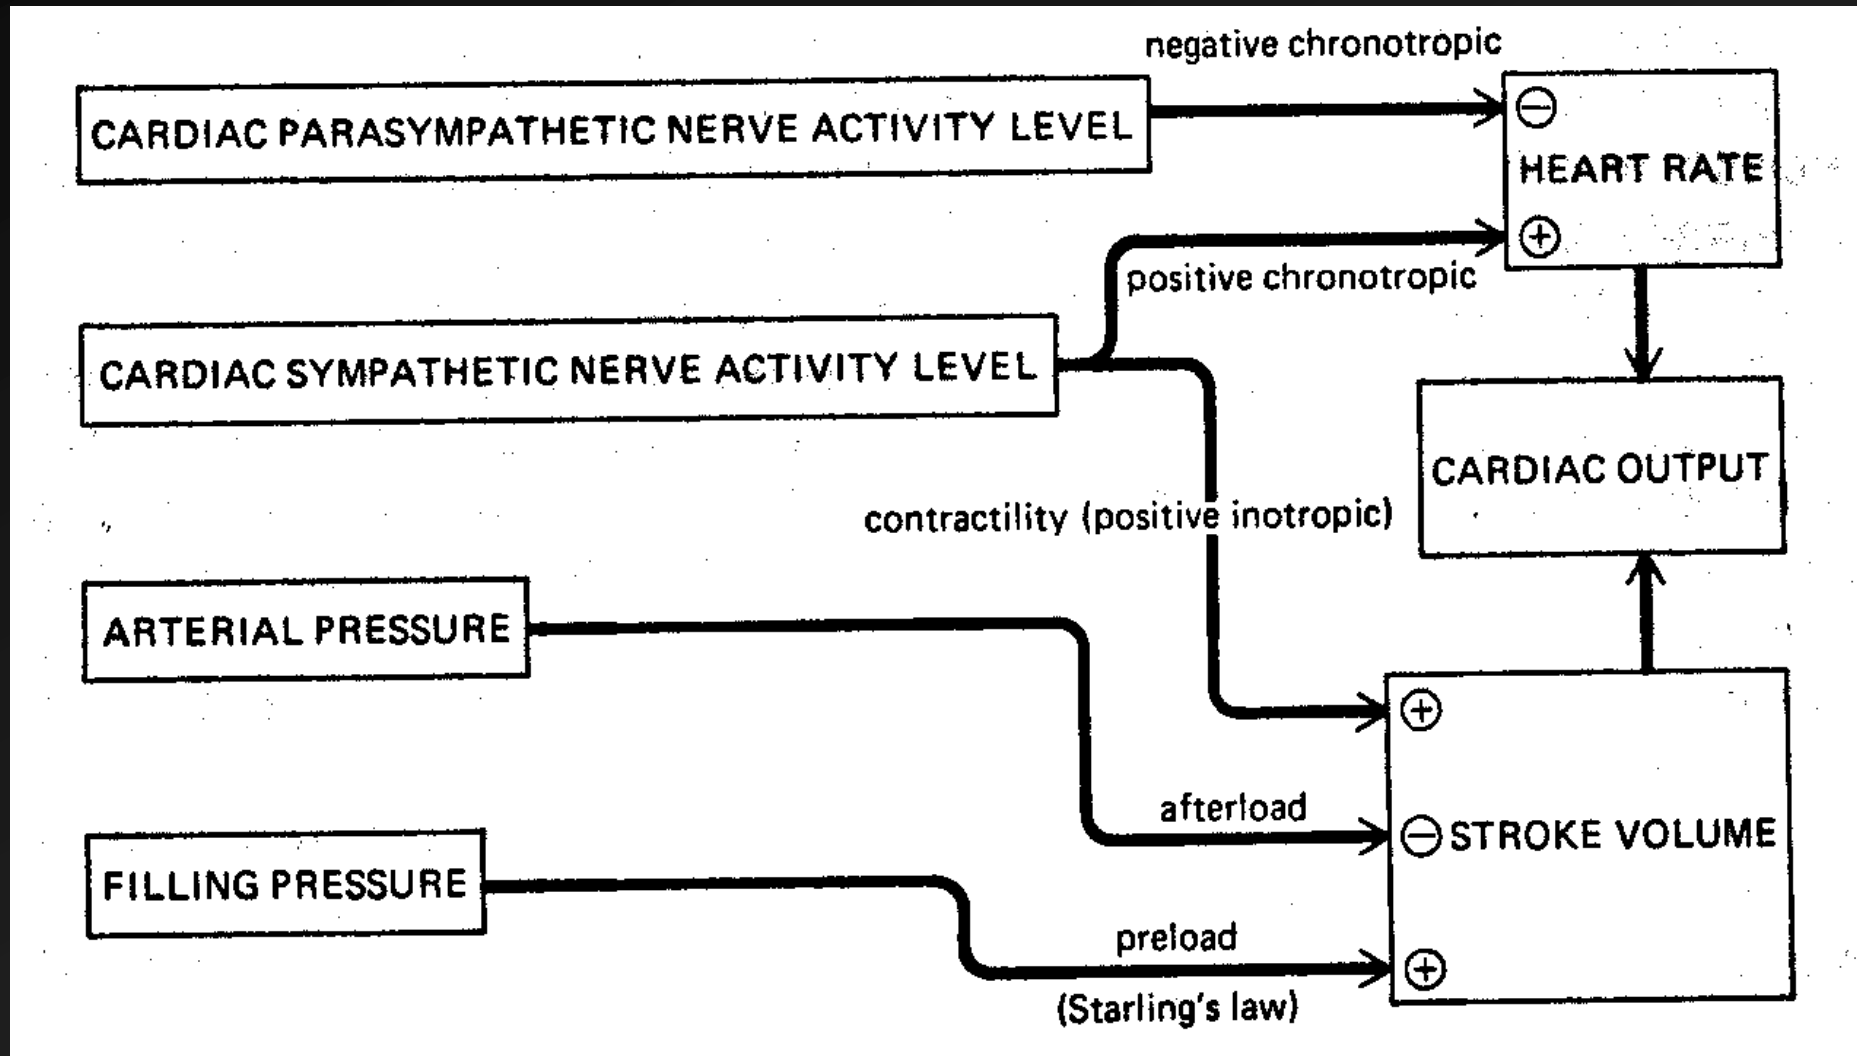 negative chronotropic
CARDIAC PARASYMPATHETIC NERVE ACTIVITY LEVEL
⊖
HEART RATE
⊕
positive chronotropic
CARDIAC SYMPATHETIC NERVE ACTIVITY LEVEL
CARDIAC OUTPUT
contractility (positive inotropic)
ARTERIAL PRESSURE
⊕
afterload
⊖ STROKE VOLUME
FILLING PRESSURE
preload
⊕
(Starling's law)